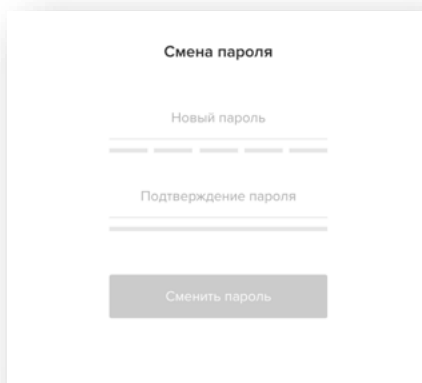 Смена пароля
Новый пароль
Подтверждение пароля
Сменить пароль